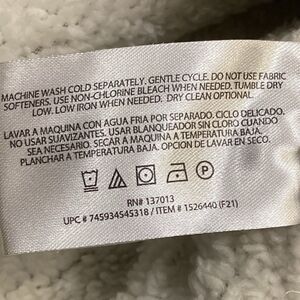 MACHINE WASH COLD SEPARATELY. GENTLE CYCLE. DO NOT USE FABRIC
SOFTENERS. USE NON-CHLORINE BLEACH WHEN NEEDED. TUMBLE DRY
LOW. LOW IRON WHEN NEEDED. DRY CLEAN OPTIONAL.
LAVAR A MAQUINA CON AGUA FRIA POR SEPARADO. CICLO DELICADO.
NO USAR SUAVIZANTES. USAR BLANQUEADOR SIN CLORO CUANDO
SEA NECESARIO. SECAR A MAQUINA A TEMPERATURA BAJA.
PLANCHAR A TEMPERATURA BAJA. OPCION DE LAVAR EN SECO.
P
RN# 137013
UPC # 745934545318 / ITEM # 1526440 (F21)